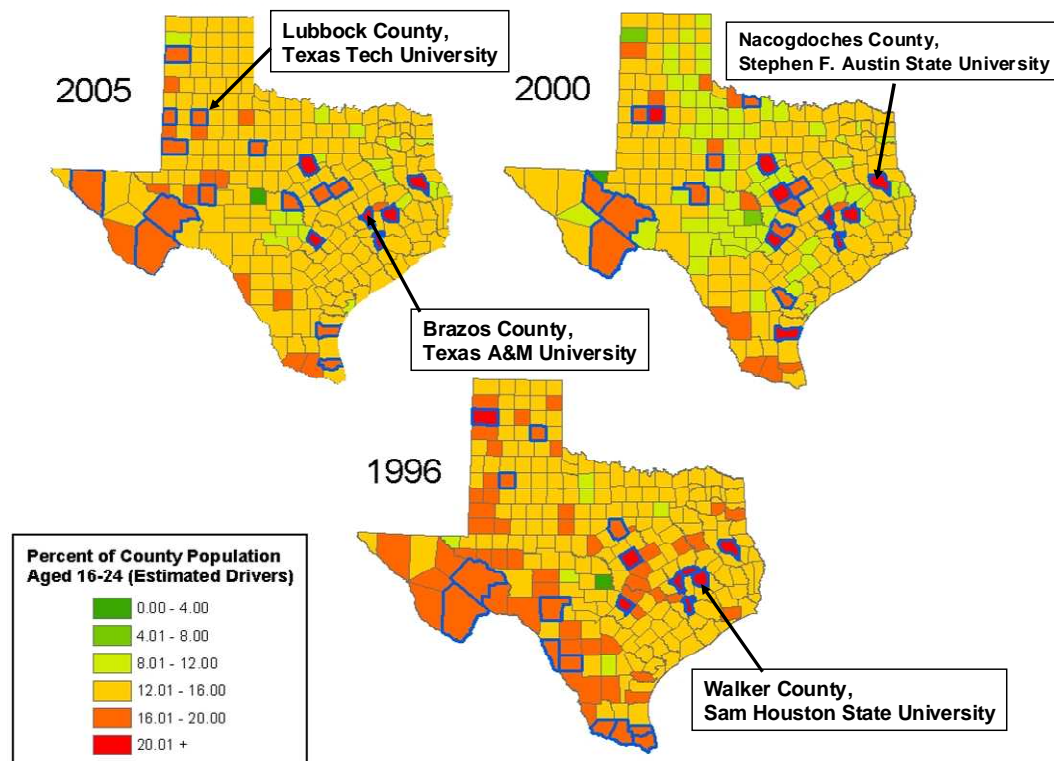 Lubbock County,
Texas Tech University
Nacogdoches County,
Stephen F. Austin State University
2005
2000
Brazos County,
Texas A&M University
1996
Percent of County Population
Aged 16-24 (Estimated Drivers)
0.00 - 4.00
4.01 - 8.00
8.01 - 12.00
12.01 - 16.00
16.01 - 20.00
20.01 +
Walker County,
Sam Houston State University